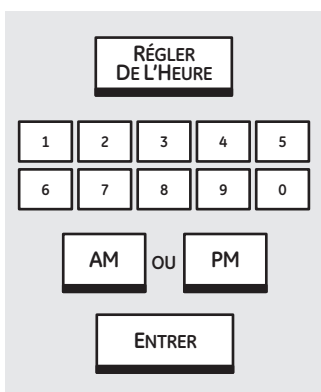 RÉGLER
DE L'HEURE
1 2 3 4 5
6 7 8 9 0
AM OU PM
ENTRER